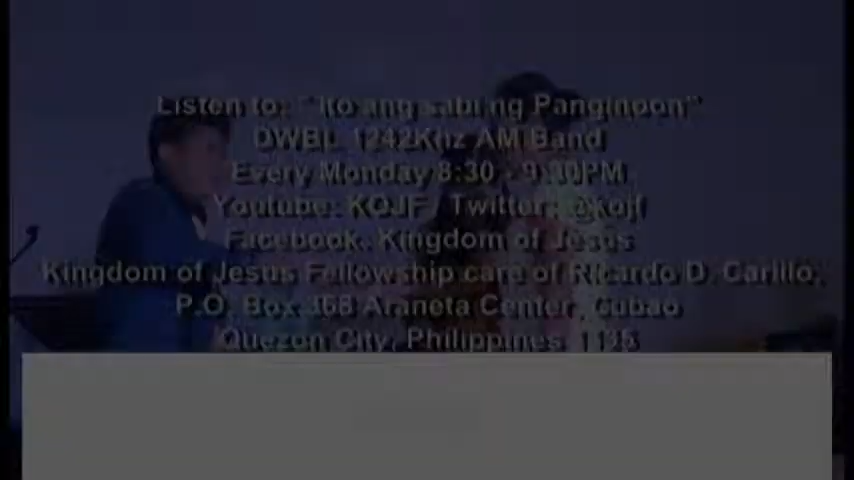 Listen to: "Ito ang sabi ng Panginoon"
DWBL 1242Khz AM Band
Every Monday 8:30 - 9:30PM
Youtube: KOJF / Twitter: @kojf
Facebook: Kingdom of Jesus
Kingdom of Jesus Fellowship care of Ricardo D. Carillo,
P.O. Box 368 Araneta Center, Cubao
Quezon City, Philippines 1135